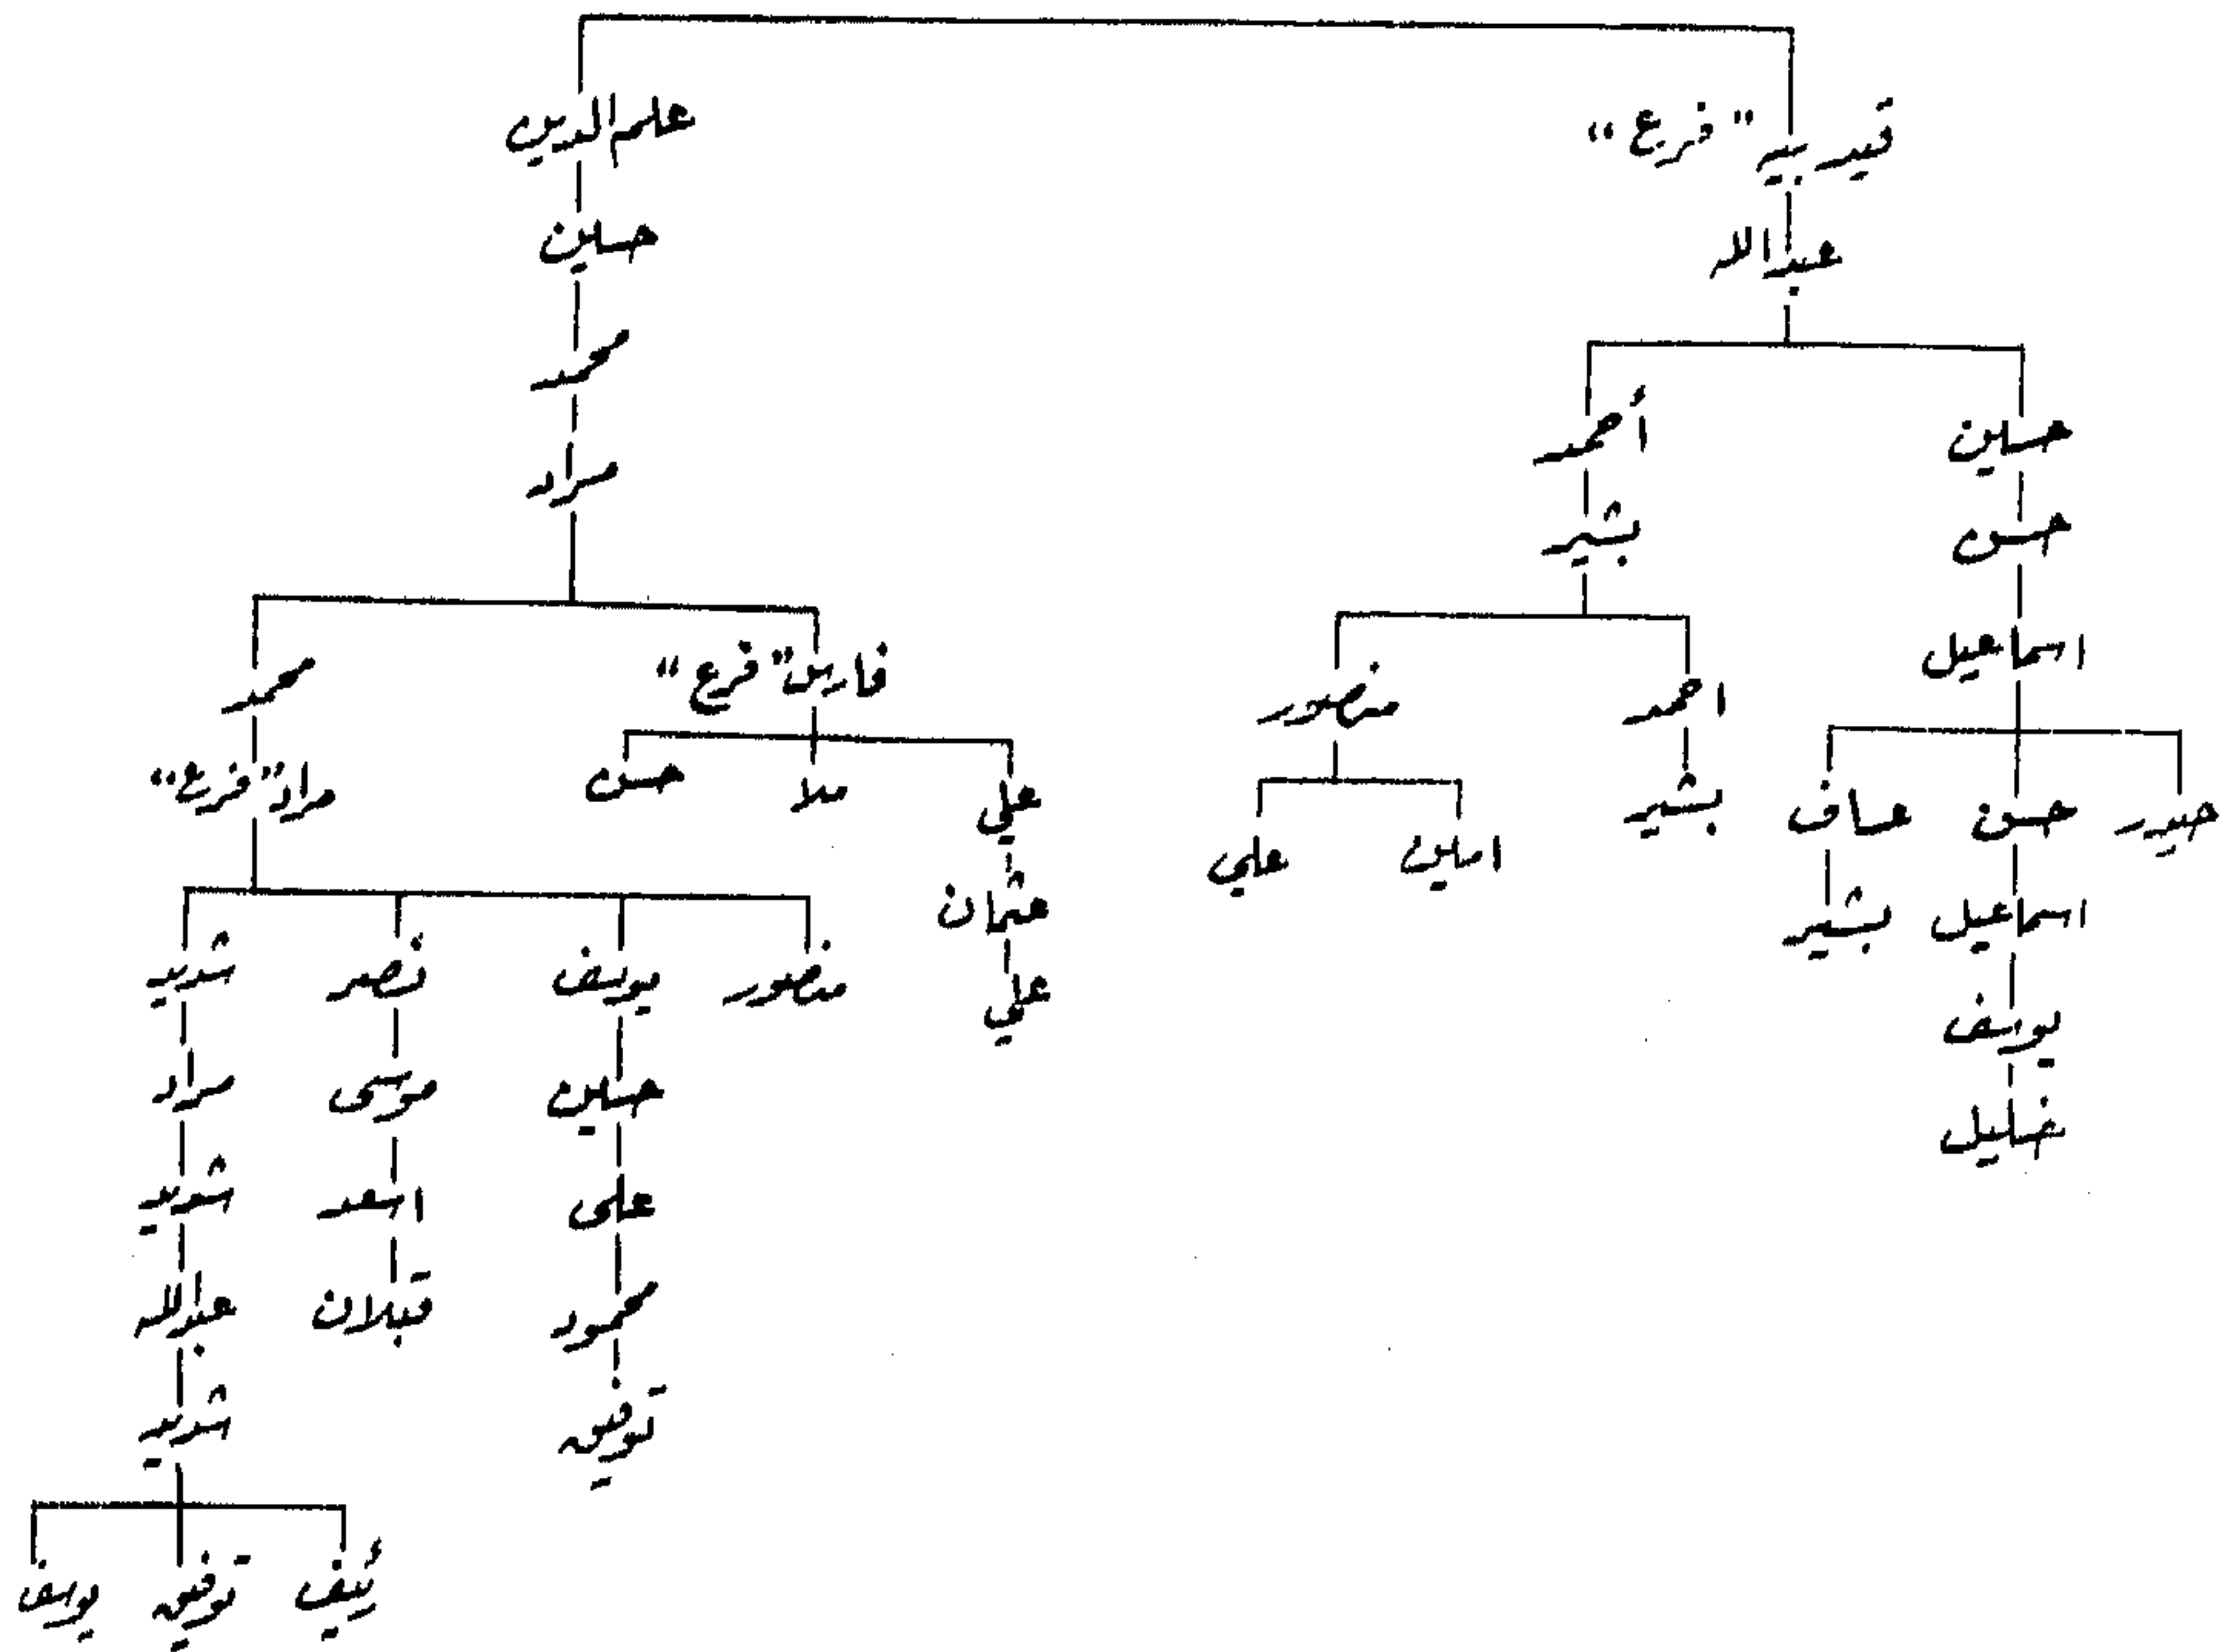 علم الدين
قيدبيه "فرع"
حسين
عبدالله
محمد
أحمد
حسين
مراد
بشير
حسن
محمد
فارس "فرع"
منصور
احمد
اسماعيل
مراد "فرع"
حسن
ملا
علي
علي
امين
بشير
عساف
حسن
حيدر
شديد
نصر
يوسف
منصور
عثمان
بشير
اسماعيل
مراد
موسى
حسين
علي
يوسف
شديد
اسعد
على
خليل
عبدالله
قبلان
محمود
شديد
توفيق
يوسف
توفيق